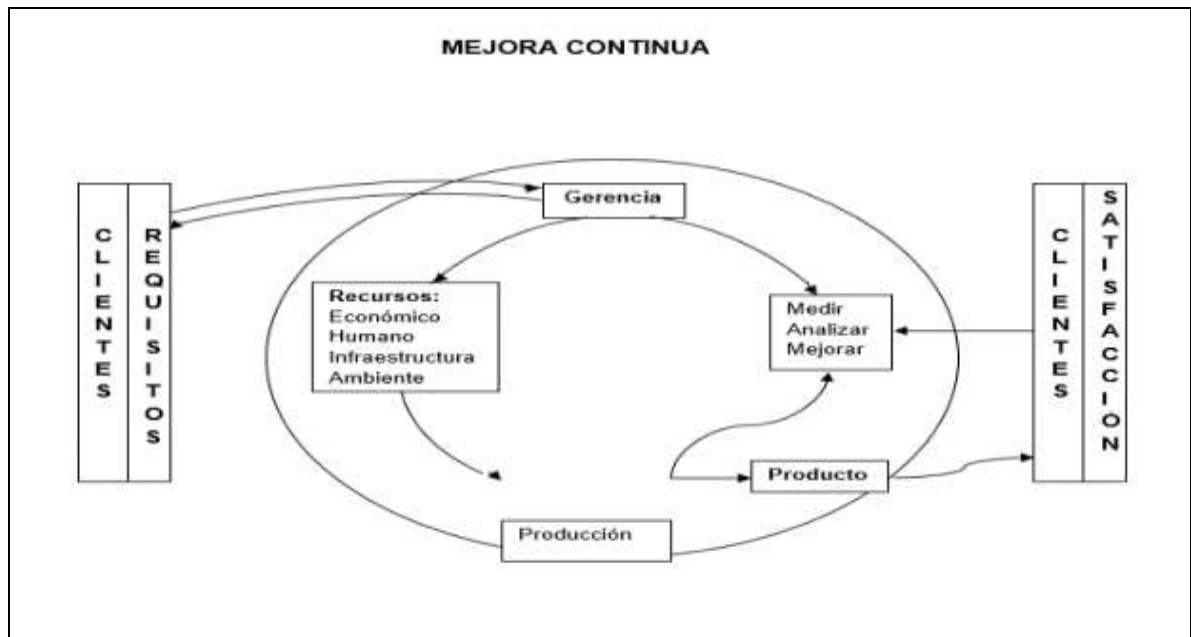 MEJORA CONTINUA
CLIENTES
REQUISITOS
Gerencia
Recursos:
Económico
Humano
Infraestructura
Ambiente
Medir
Analizar
Mejorar
Producto
Producción
CLIENTES
SATISFACCION